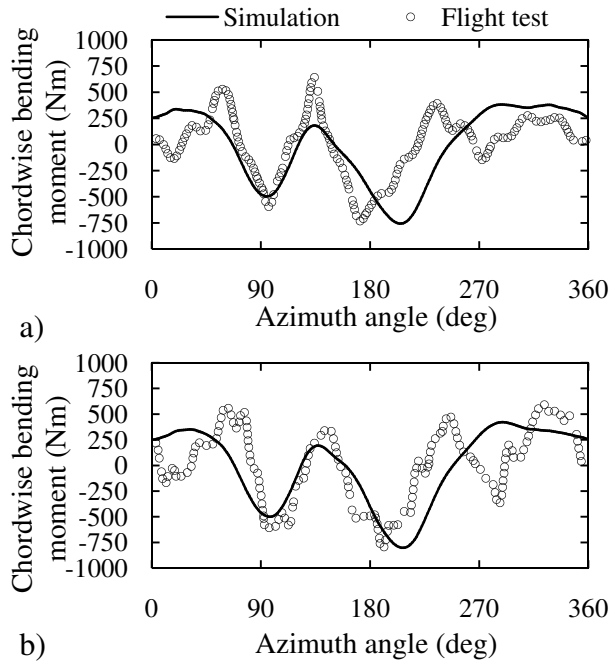 Simulation Flight test
Chordwise bending
moment (Nm)
1000
750
500
250
0
-250
-500
-750
-1000
0 90 180 270 360
a) Azimuth angle (deg)
Chordwise bending
moment (Nm)
1000
750
500
250
0
-250
-500
-750
-1000
0 90 180 270 360
b) Azimuth angle (deg)